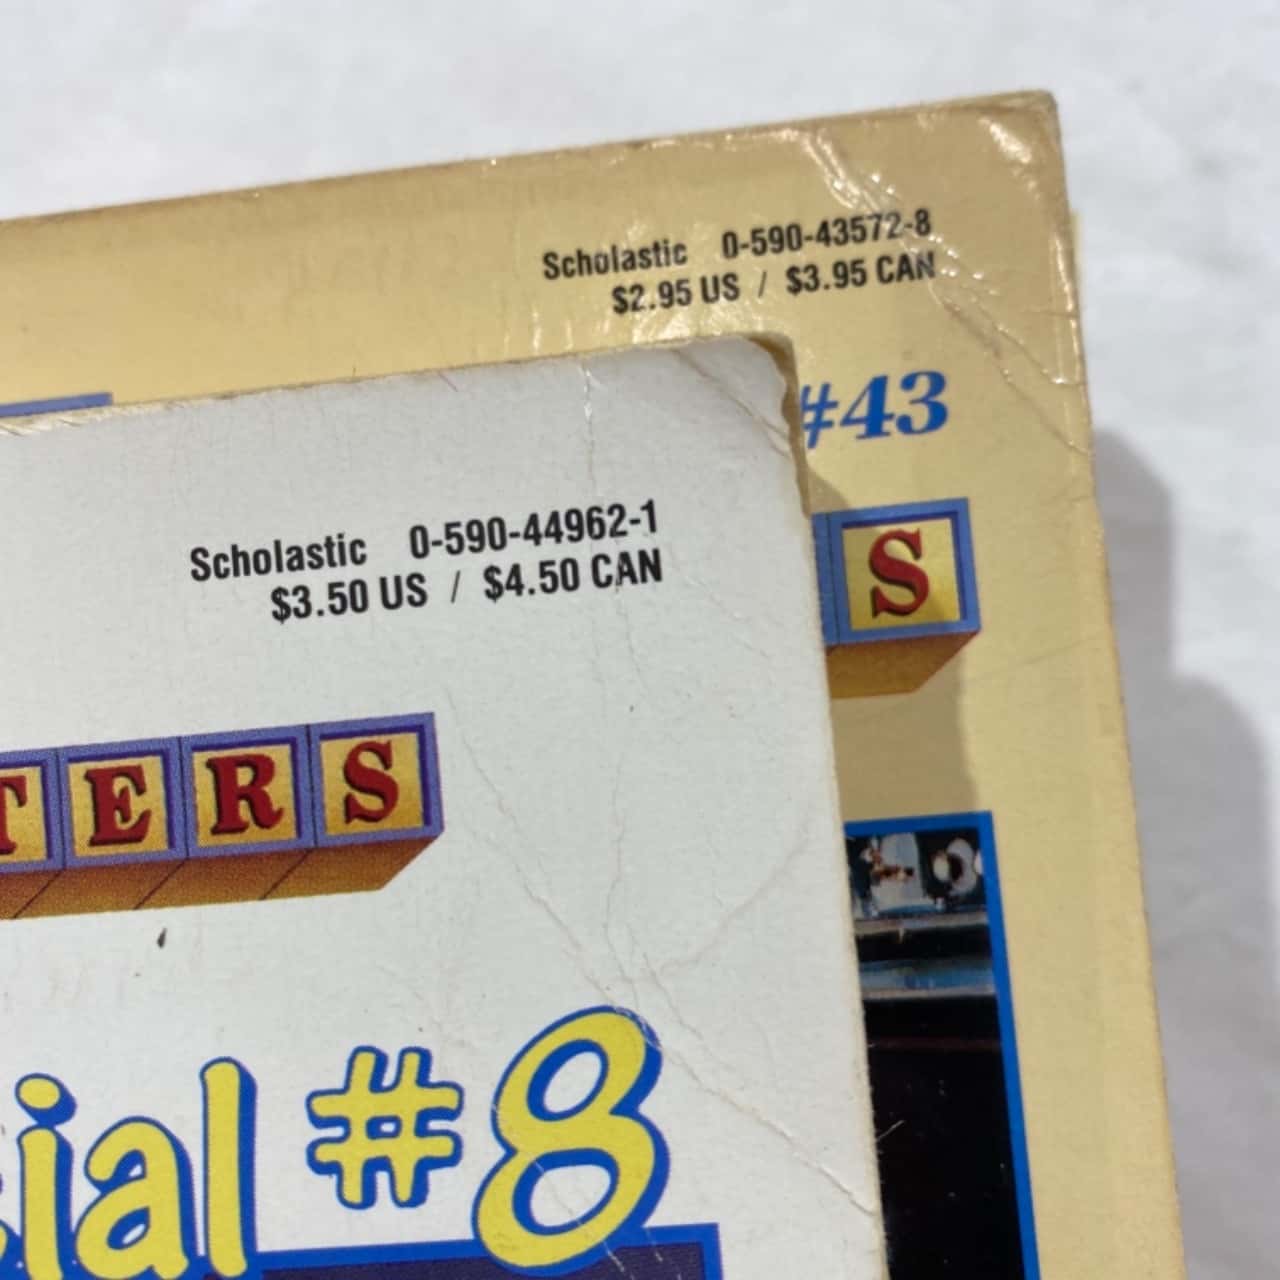 Scholastic 0-590-43572-8
$2.95 US / $3.95 CAN
#43
S
Scholastic 0-590-44962-1
$3.50 US / $4.50 CAN
TERS
cial #8